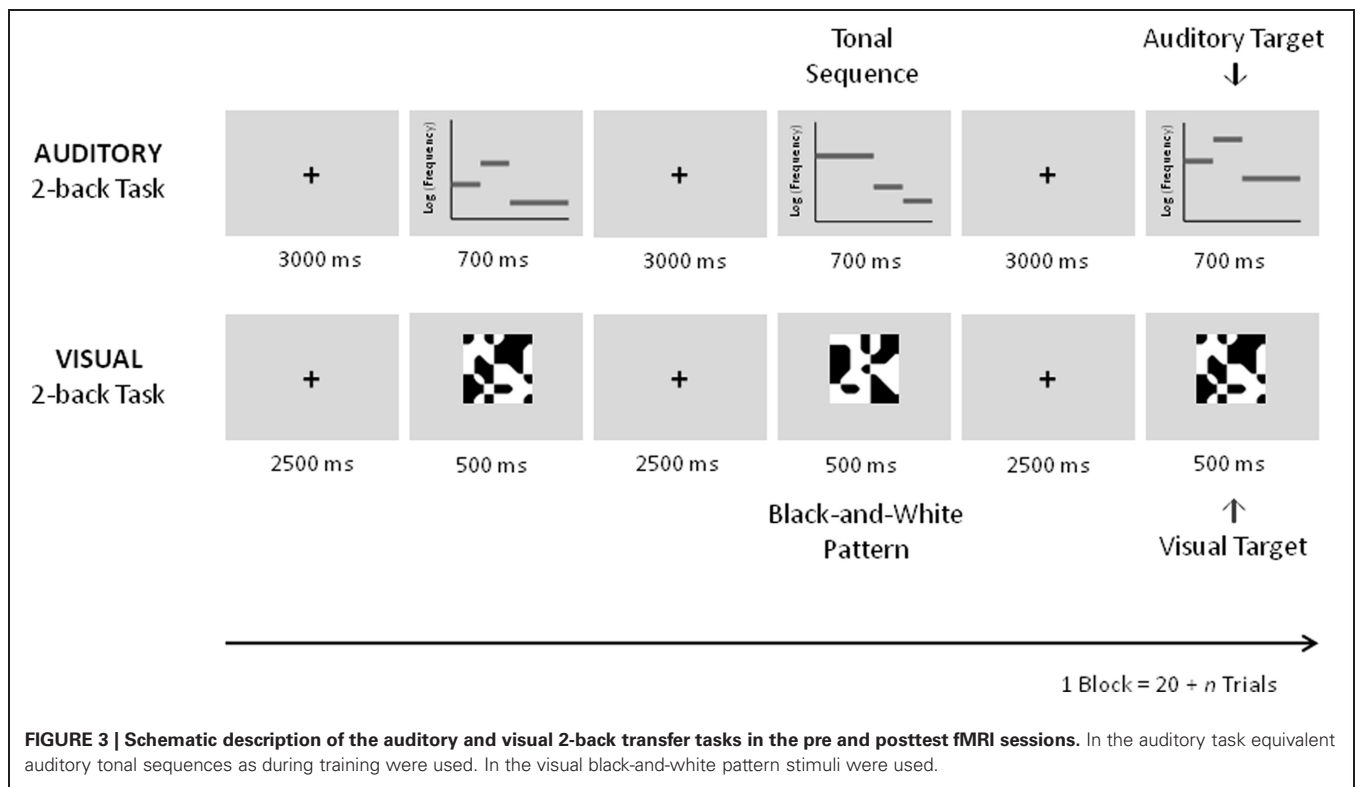 Tonal
Sequence
Auditory Target
↓
AUDITORY
2-back Task
+
Log (Frequency)
+
Log (Frequency)
+
Log (Frequency)
3000 ms
700 ms
3000 ms
700 ms
3000 ms
700 ms
VISUAL
2-back Task
+
+
+
2500 ms
500 ms
2500 ms
500 ms
2500 ms
500 ms
Black-and-White
Pattern
↑
Visual Target
1 Block = 20 + n Trials
FIGURE 3 | Schematic description of the auditory and visual 2-back transfer tasks in the pre and posttest fMRI sessions. In the auditory task equivalent
auditory tonal sequences as during training were used. In the visual black-and-white pattern stimuli were used.